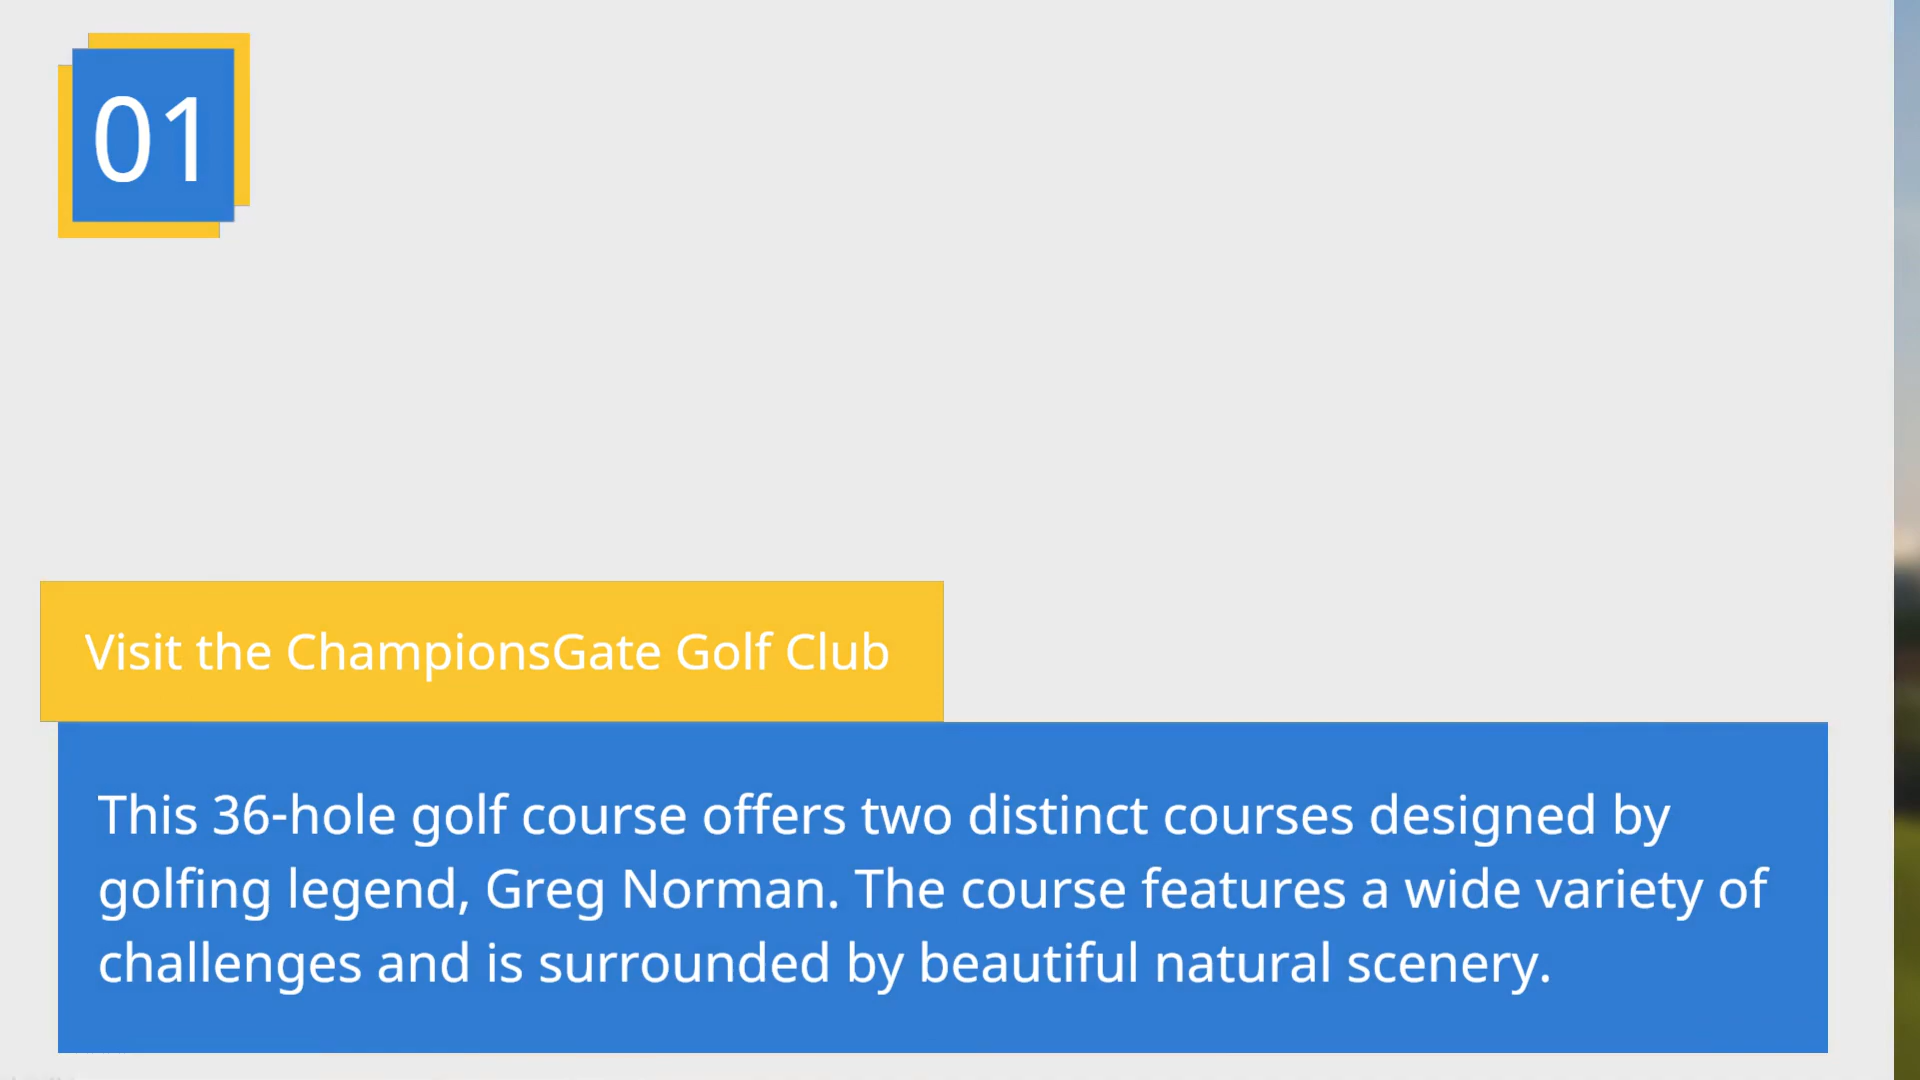 01
Visit the ChampionsGate Golf Club
This 36-hole golf course offers two distinct courses designed by
golfing legend, Greg Norman. The course features a wide variety of
challenges and is surrounded by beautiful natural scenery.